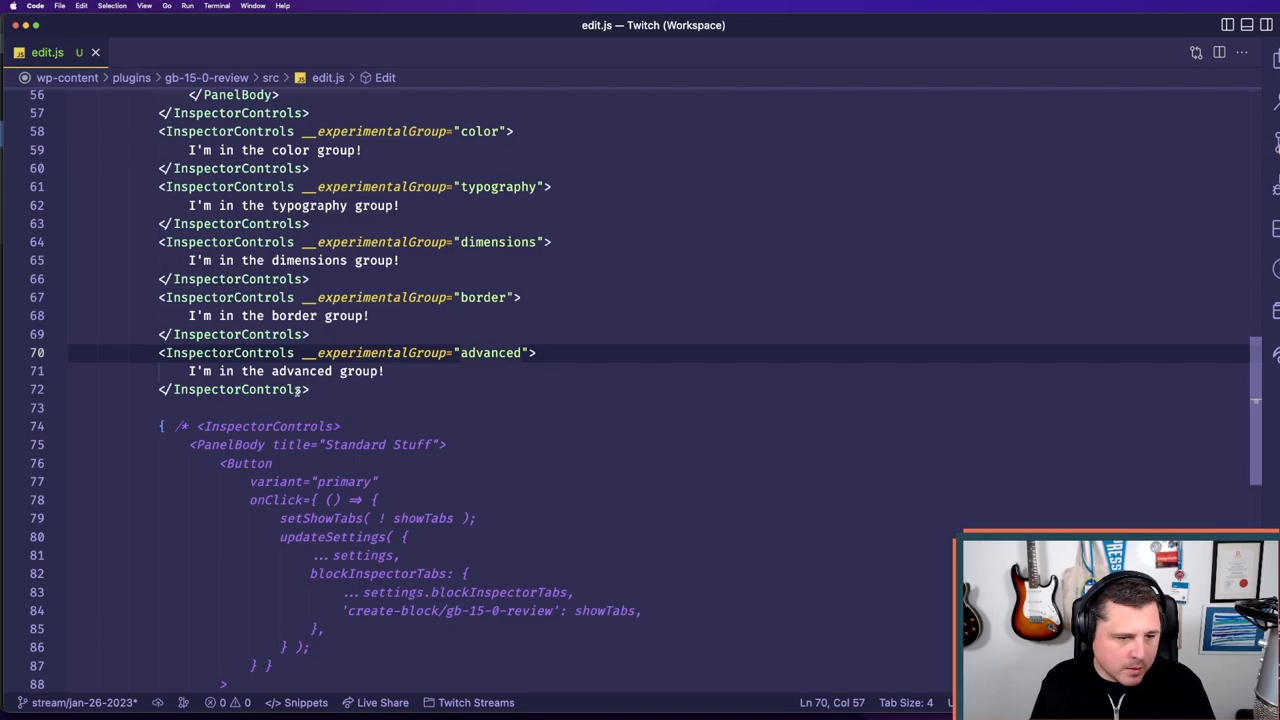 Code File Edit Selection View Go Run Terminal Window Help
edit.js — Twitch (Workspace)
JS edit.js U
wp-content > plugins > gb-15-0-review > src > JS edit.js > Edit
56 </PanelBody>
57 </InspectorControls>
58 <InspectorControls __experimentalGroup="color">
59 I'm in the color group!
60 </InspectorControls>
61 <InspectorControls __experimentalGroup="typography">
62 I'm in the typography group!
63 </InspectorControls>
64 <InspectorControls __experimentalGroup="dimensions">
65 I'm in the dimensions group!
66 </InspectorControls>
67 <InspectorControls __experimentalGroup="border">
68 I'm in the border group!
69 </InspectorControls>
70 <InspectorControls __experimentalGroup="advanced">
71 I'm in the advanced group!
72 </InspectorControls>
73
74 { /* <InspectorControls>
75 <PanelBody title="Standard Stuff">
76 <Button
77 variant="primary"
78 onClick={ () => {
79 setShowTabs( ! showTabs );
80 updateSettings( {
81 ...settings,
82 blockInspectorTabs: {
83 ...settings.blockInspectorTabs,
84 'create-block/gb-15-0-review': showTabs,
85 },
86 } );
87 } }
88 >
stream/jan-26-2023* 0 0 </> Snippets Live Share Twitch Streams Ln 70, Col 57 Tab Size: 4